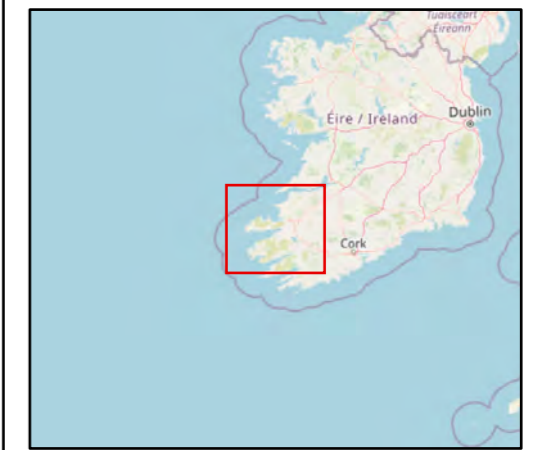 Tuaisceart
Éireann
Éire / Ireland
Dublin
Cork